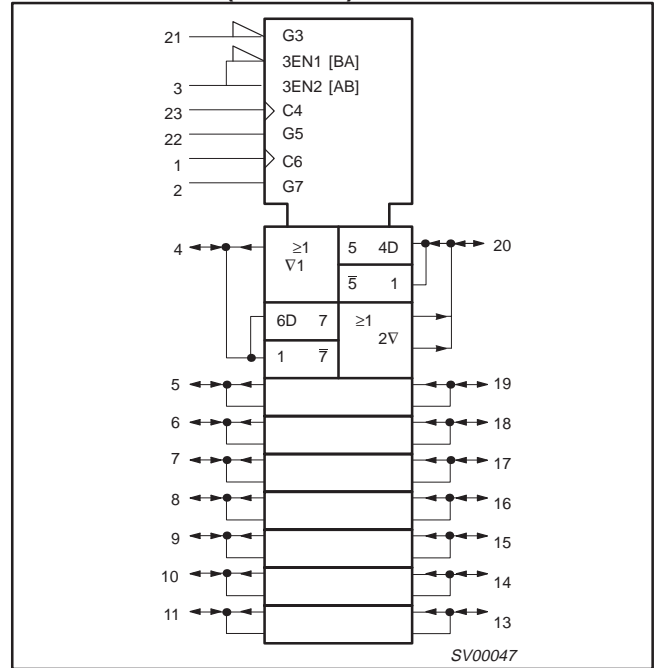 21 G3
3EN1 [BA]
3 3EN2 [AB]
23 C4
22 G5
1 C6
2 G7
4 ≥1 5 4D 20
∇1
5̅ 1
6D 7 ≥1
2∇
1 7̅
5 19
6 18
7 17
8 16
9 15
10 14
11 13
SV00047